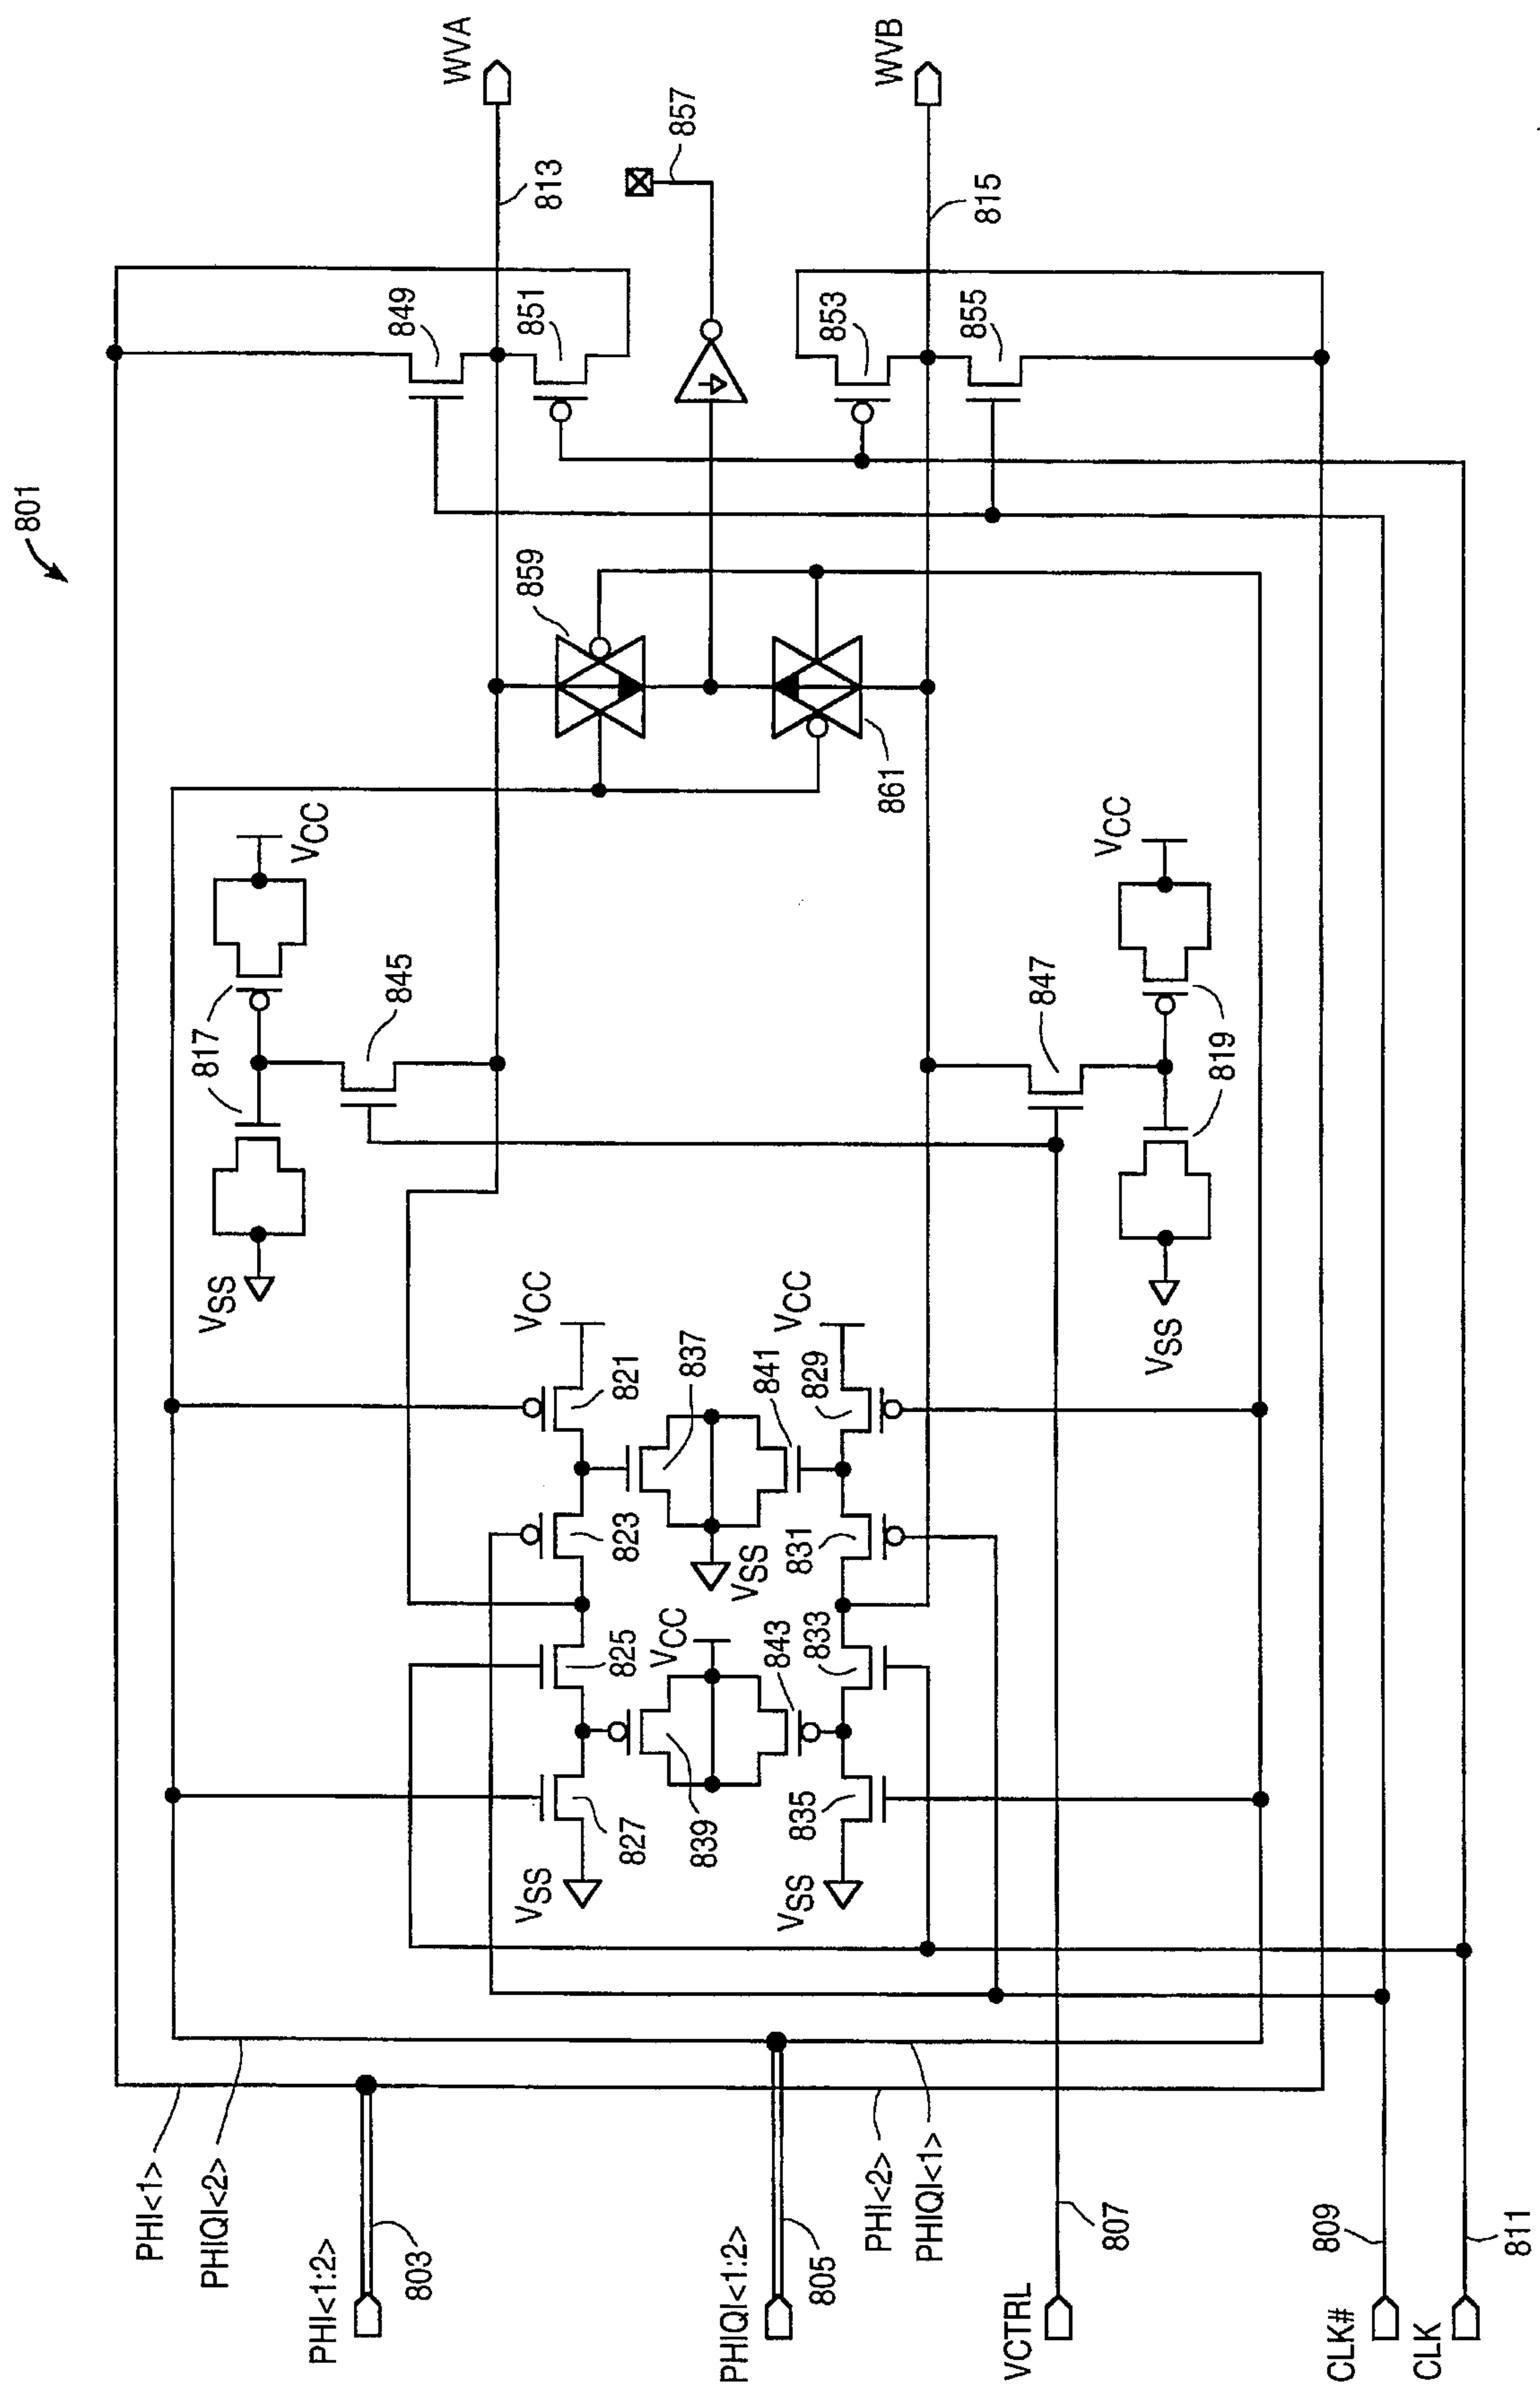 801
WVA
WVB
857
813
815
849
851
853
855
859
861
VCC
VCC
817
845
847
819
VSS
VSS
VCC
VCC
821
837
841
829
823
831
VSS
825
VCC
843
833
827
839
835
VSS
VSS
PHI<1>
PHIQI<2>
PHI<1:2>
803
PHIQI<1:2>
805
PHI<2>
PHIQI<1>
VCTRL
807
CLK#
809
CLK
811